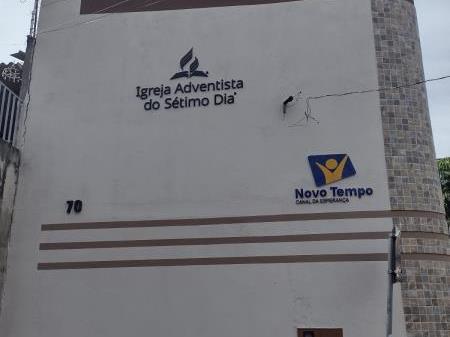 Igreja Adventista
do Sétimo Dia
Novo Tempo
CANAL DA ESPERANÇA
70